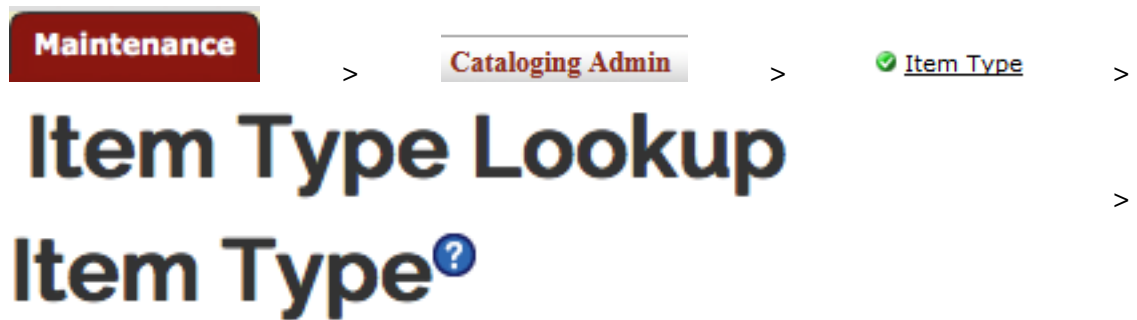 Maintenance > Cataloging Admin > Item Type >
Item Type Lookup >
Item Type?